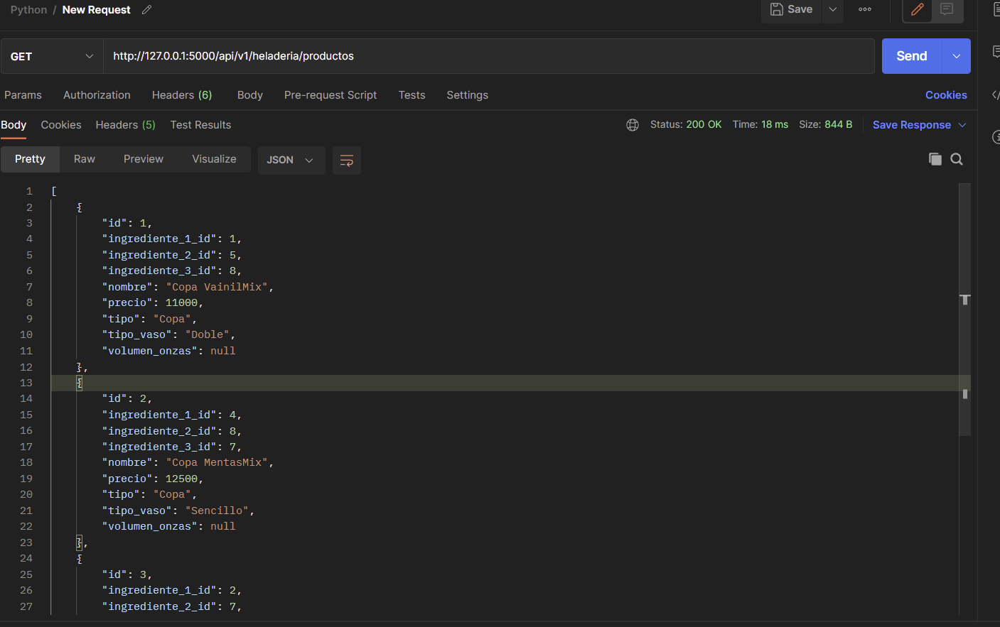 Python / New Request
Save
GET http://127.0.0.1:5000/api/v1/heladeria/productos Send
Params Authorization Headers (6) Body Pre-request Script Tests Settings Cookies
Body Cookies Headers (5) Test Results Status: 200 OK Time: 18 ms Size: 844 B Save Response
Pretty Raw Preview Visualize JSON
1 [
2 {
3 "id": 1,
4 "ingrediente_1_id": 1,
5 "ingrediente_2_id": 5,
6 "ingrediente_3_id": 8,
7 "nombre": "Copa VainilMix",
8 "precio": 11000,
9 "tipo": "Copa",
10 "tipo_vaso": "Doble",
11 "volumen_onzas": null
12 },
13 {
14 "id": 2,
15 "ingrediente_1_id": 4,
16 "ingrediente_2_id": 8,
17 "ingrediente_3_id": 7,
18 "nombre": "Copa MentasMix",
19 "precio": 12500,
20 "tipo": "Copa",
21 "tipo_vaso": "Sencillo",
22 "volumen_onzas": null
23 },
24 {
25 "id": 3,
26 "ingrediente_1_id": 2,
27 "ingrediente_2_id": 7,